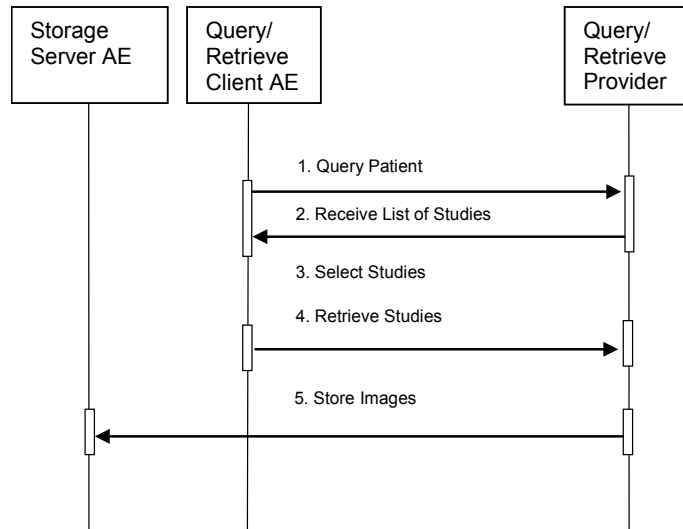 Storage
Server AE
Query/
Retrieve
Client AE
Query/
Retrieve
Provider
1. Query Patient
2. Receive List of Studies
3. Select Studies
4. Retrieve Studies
5. Store Images